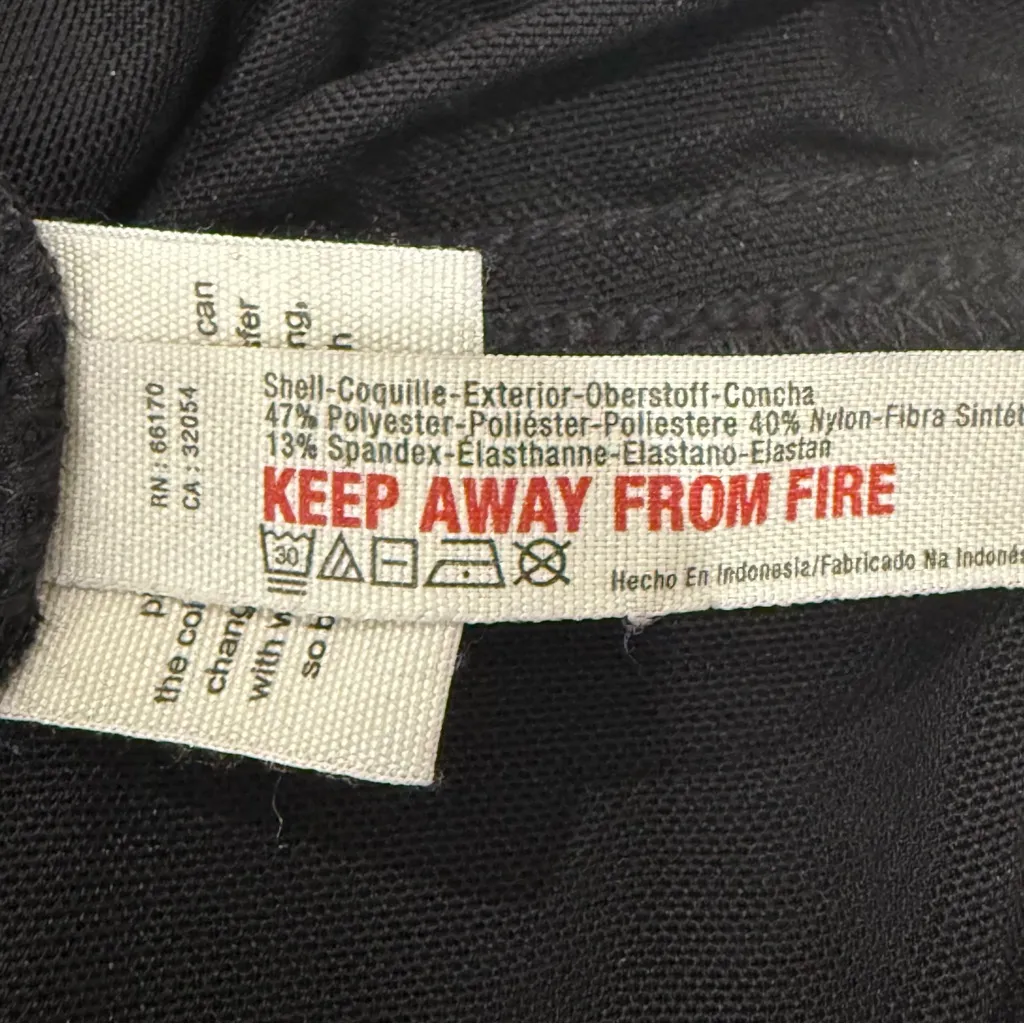 can
ng,
h
RN: 66170
CA: 32054
Shell-Coquille-Exterior-Oberstoff-Concha
47% Polyester-Poliéster-Poliestere 40% Nylon-Fibra Sintét
13% Spandex-Élasthanne-Elastano-Elastan
KEEP AWAY FROM FIRE
30
Hecho En Indonesia/Fabricado Na Indonés
the co
chang
with w
so b